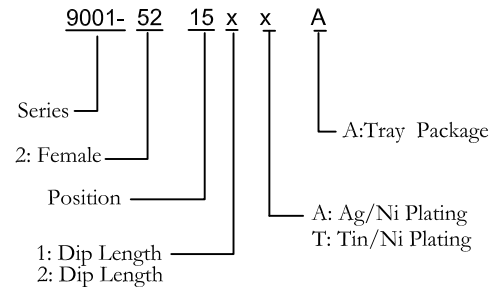 9001- 52 15 x x A
Series
A:Tray Package
2: Female
Position
A: Ag/Ni Plating
T: Tin/Ni Plating
1: Dip Length
2: Dip Length